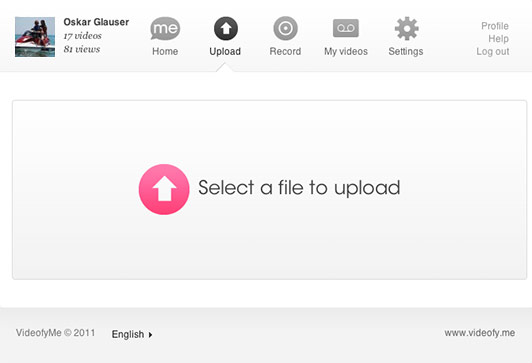 Oskar Glauser
17 videos
81 views
me
Home
Upload
Record
My videos
Settings
Profile
Help
Log out
Select a file to upload
VideofyMe © 2011
English
www.videofy.me